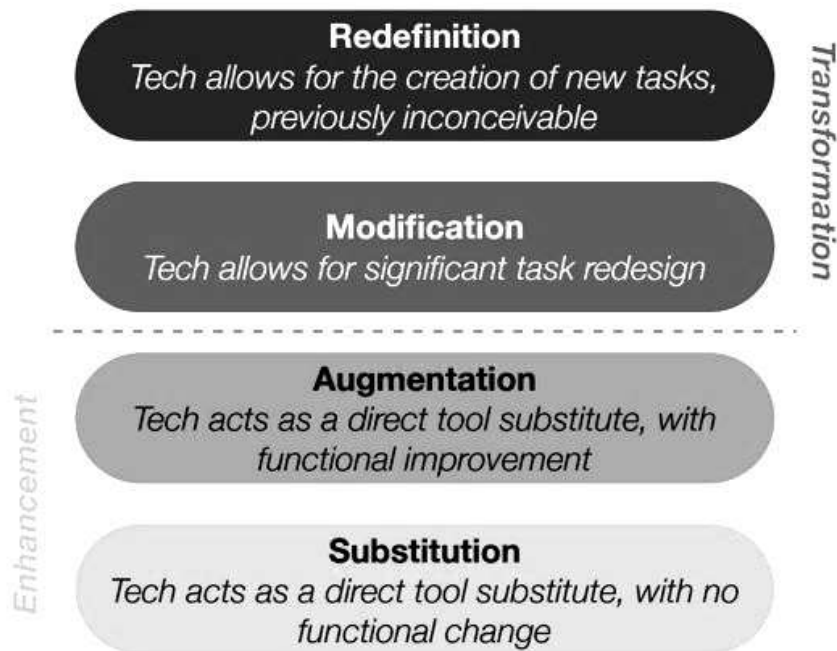 Redefinition
Tech allows for the creation of new tasks,
previously inconceivable
Transformation
Modification
Tech allows for significant task redesign
Augmentation
Tech acts as a direct tool substitute, with
functional improvement
Enhancement
Substitution
Tech acts as a direct tool substitute, with no
functional change